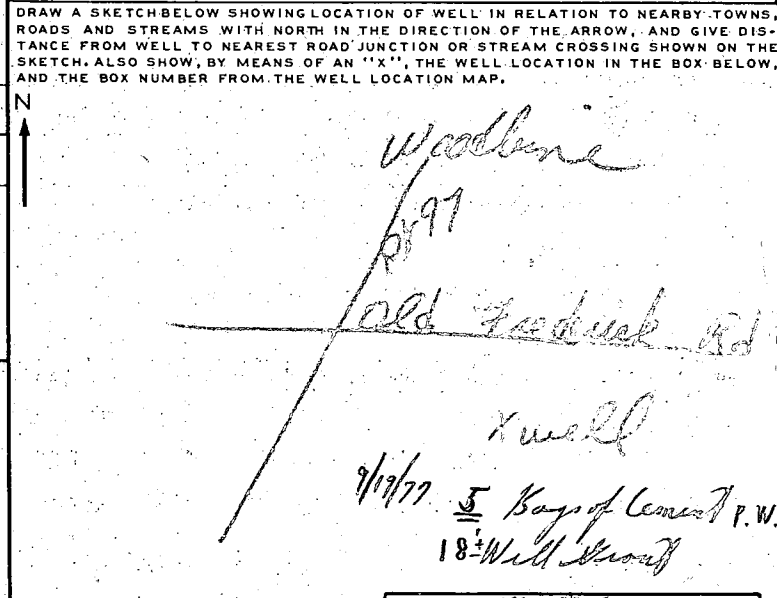 DRAW A SKETCH BELOW SHOWING LOCATION OF WELL IN RELATION TO NEARBY TOWNS,
ROADS AND STREAMS WITH NORTH IN THE DIRECTION OF THE ARROW, AND GIVE DIS-
TANCE FROM WELL TO NEAREST ROAD JUNCTION OR STREAM CROSSING SHOWN ON THE
SKETCH. ALSO SHOW, BY MEANS OF AN "X", THE WELL LOCATION IN THE BOX BELOW,
AND THE BOX NUMBER FROM THE WELL LOCATION MAP.
N
Woodbine
Rt 97
Old Frederick Rd
x well
9/19/77
5 Bags of Cement P.W.
18'± Well Grout